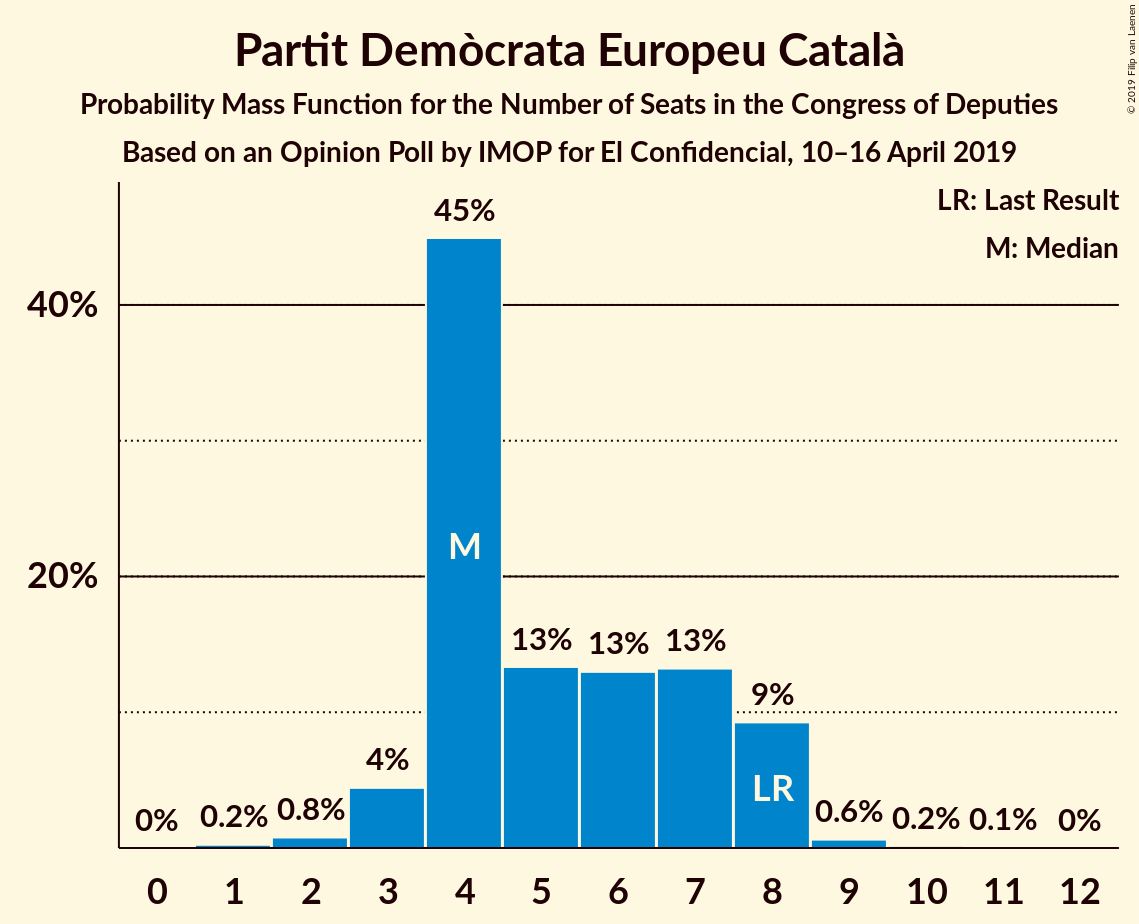 Partit Demòcrata Europeu Català
Probability Mass Function for the Number of Seats in the Congress of Deputies
Based on an Opinion Poll by IMOP for El Confidencial, 10–16 April 2019
© 2019 Filip van Laenen
LR: Last Result
M: Median
40%
20%
0%
0.2%
0.8%
4%
45%
M
13%
13%
13%
9%
LR
0.6%
0.2%
0.1%
0%
0 1 2 3 4 5 6 7 8 9 10 11 12